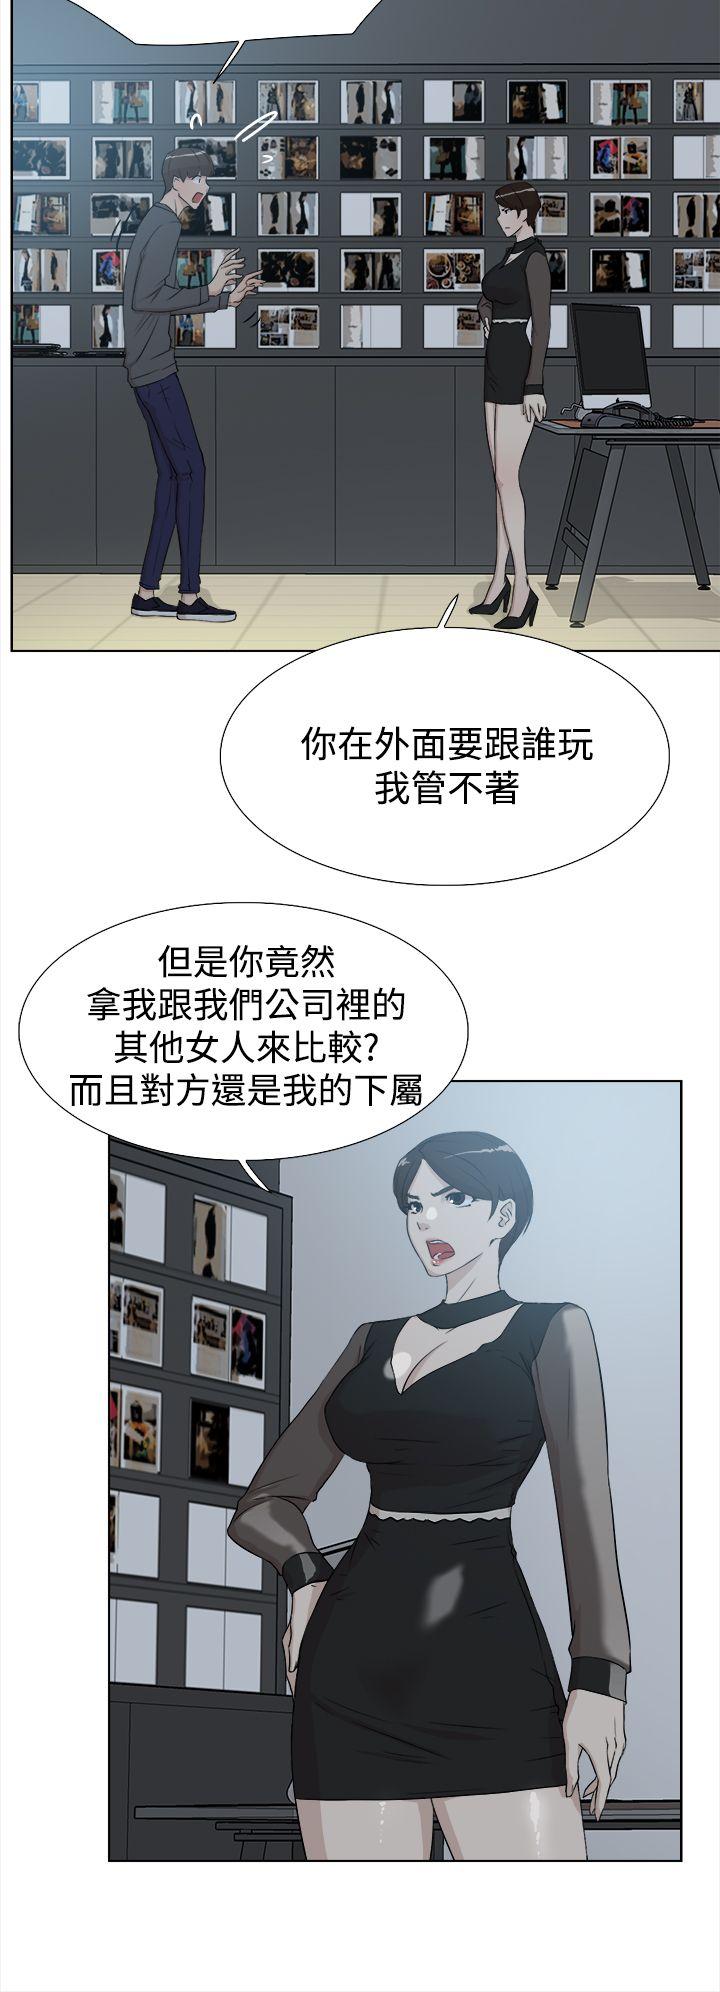 你在外面要跟誰玩
我管不著
但是你竟然
拿我跟我們公司裡的
其他女人來比較?
而且對方還是我的下屬